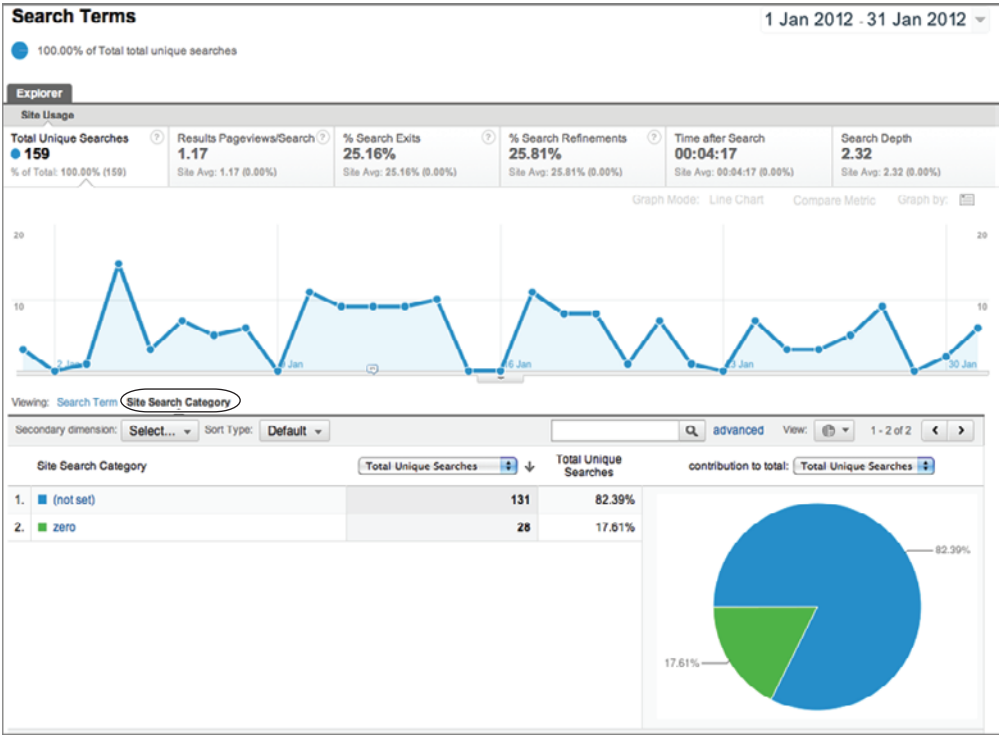 Search Terms
1 Jan 2012 - 31 Jan 2012
100.00% of Total total unique searches
Explorer
Site Usage
Total Unique Searches ? Results Pageviews/Search ? % Search Exits ? % Search Refinements ? Time after Search Search Depth
159 1.17 25.16% 25.81% 00:04:17 2.32
% of Total: 100.00% (159) Site Avg: 1.17 (0.00%) Site Avg: 25.16% (0.00%) Site Avg: 25.81% (0.00%) Site Avg: 00:04:17 (0.00%) Site Avg: 2.32 (0.00%)
Graph Mode: Line Chart Compare Metric Graph by:
20 20
10 10
2 Jan Jan 16 Jan 23 Jan 30 Jan
Viewing: Search Term Site Search Category
Secondary dimension: Select... Sort Type: Default advanced View: 1 - 2 of 2
Site Search Category Total Unique Searches Total Unique Searches contribution to total: Total Unique Searches
1. (not set) 131 82.39%
2. zero 28 17.61%
82.39%
17.61%